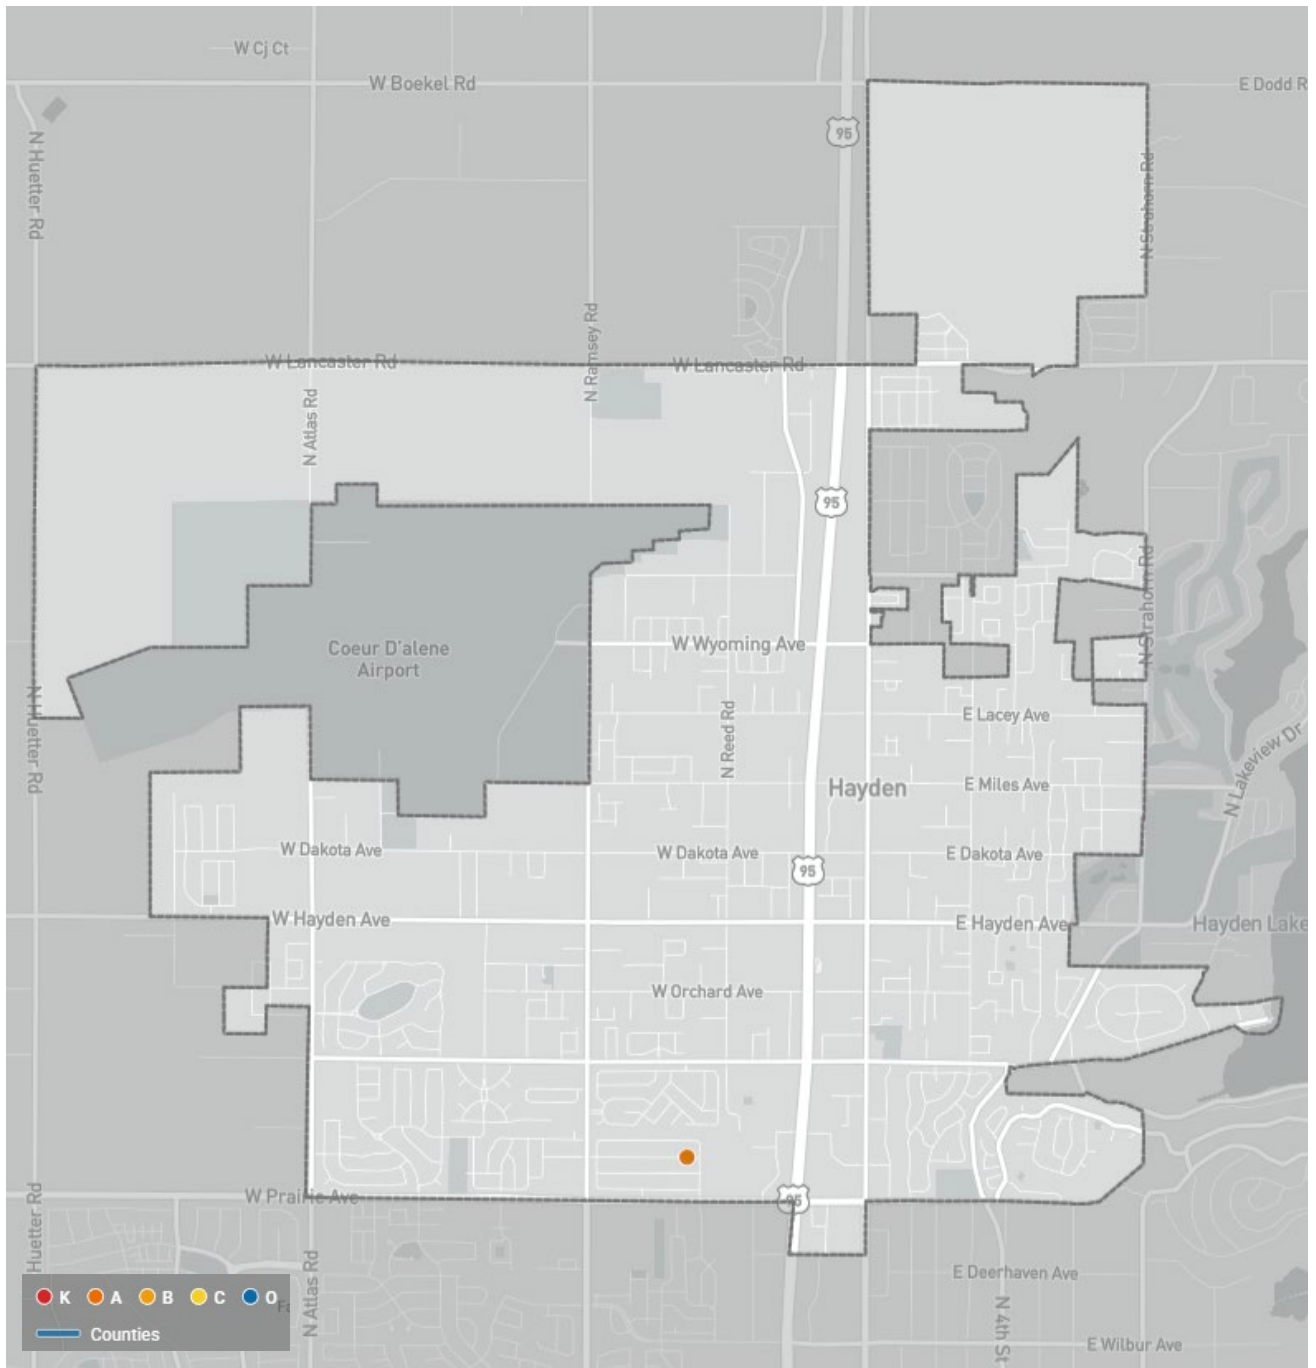 W Cj Ct
W Boekel Rd
E Dodd R
95
N Huetter Rd
N Strahorn Rd
N Ramsey Rd
W Lancaster Rd
W Lancaster Rd
N Atlas Rd
95
N Strahorn Rd
Coeur D'alene
Airport
W Wyoming Ave
N Huetter Rd
N Reed Rd
E Lacey Ave
N Lakeview Dr
E Miles Ave
Hayden
W Dakota Ave
W Dakota Ave
E Dakota Ave
95
W Hayden Ave
E Hayden Ave
Hayden Lake
W Orchard Ave
W Prairie Ave
95
Huetter Rd
N Atlas Rd
E Deerhaven Ave
N 4th St
E Wilbur Ave
K A B C O
Fa
Counties